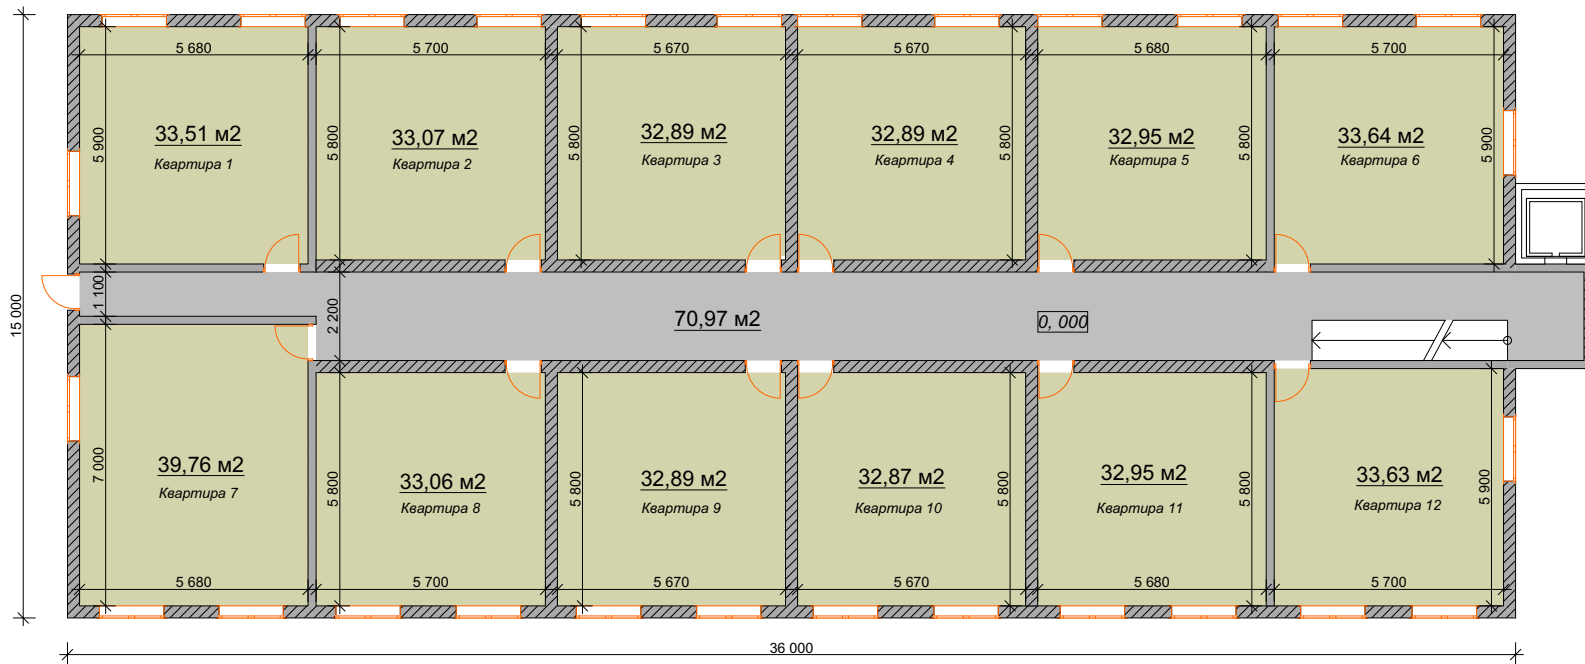 5 680
5 700
5 670
5 670
5 680
5 700
33,51 м2
Квартира 1
33,07 м2
Квартира 2
32,89 м2
Квартира 3
32,89 м2
Квартира 4
32,95 м2
Квартира 5
33,64 м2
Квартира 6
5 900
5 800
5 800
5 800
5 800
5 900
15 000
1 100
2 200
70,97 м2
0, 000
39,76 м2
Квартира 7
33,06 м2
Квартира 8
32,89 м2
Квартира 9
32,87 м2
Квартира 10
32,95 м2
Квартира 11
33,63 м2
Квартира 12
7 000
5 800
5 800
5 800
5 800
5 900
5 680
5 700
5 670
5 670
5 680
5 700
36 000